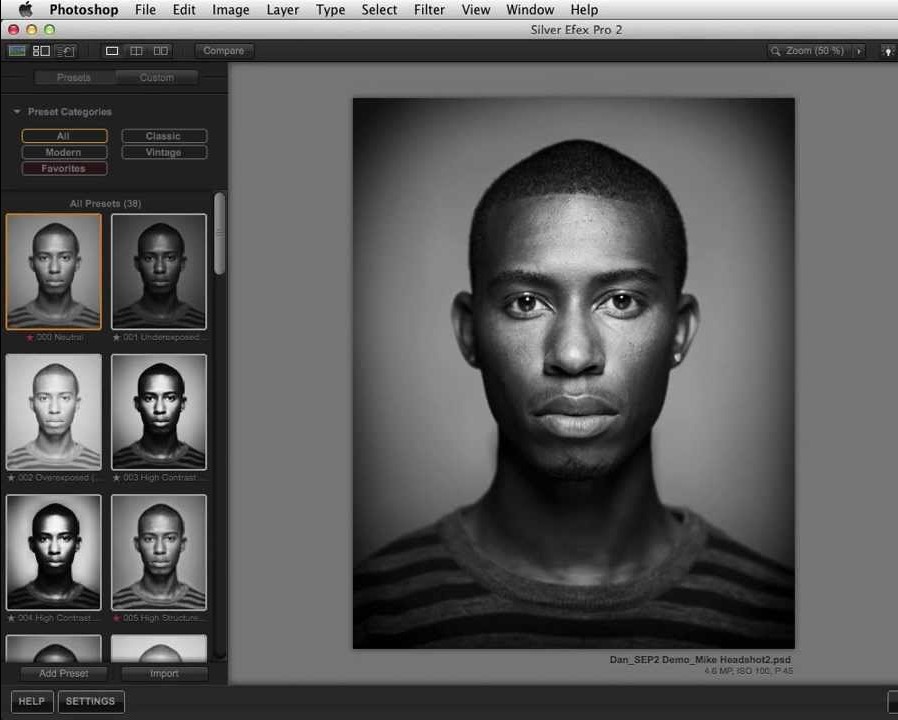 Photoshop File Edit Image Layer Type Select Filter View Window Help
Silver Efex Pro 2
Compare
Zoom (50 %)
Presets Custom
Preset Categories
All Classic
Modern Vintage
Favorites
All Presets (38)
000 Neutral 001 Underexposed...
002 Overexposed (... 003 High Contrast...
004 High Contrast... 005 High Structure...
Dan_SEP2 Demo_Mike Headshot2.psd
4.6 MP, ISO 100, P 45
Add Preset Import
HELP SETTINGS